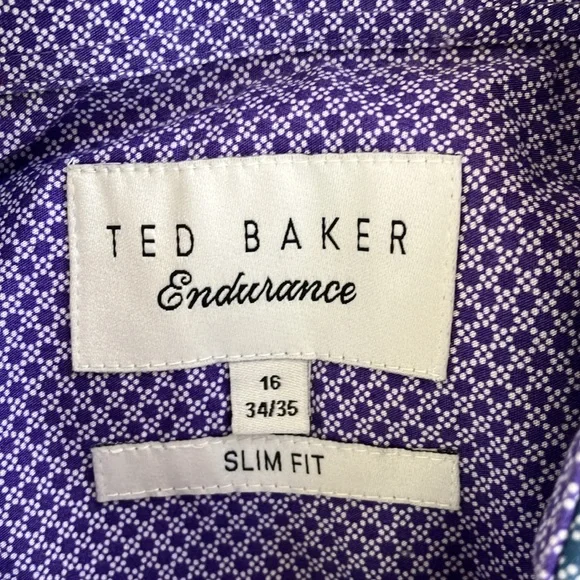 TED BAKER
Endurance
16
34/35
SLIM FIT